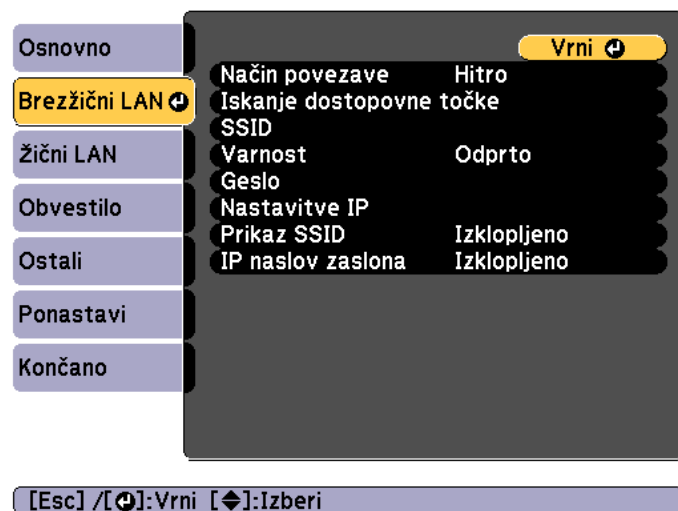 Osnovno
Brezžični LAN
Žični LAN
Obvestilo
Ostali
Ponastavi
Končano
Vrni
Način povezave Hitro
Iskanje dostopovne točke
SSID
Varnost Odprto
Geslo
Nastavitve IP
Prikaz SSID Izklopljeno
IP naslov zaslona Izklopljeno
[Esc] /[⏎]:Vrni [◆]:Izberi